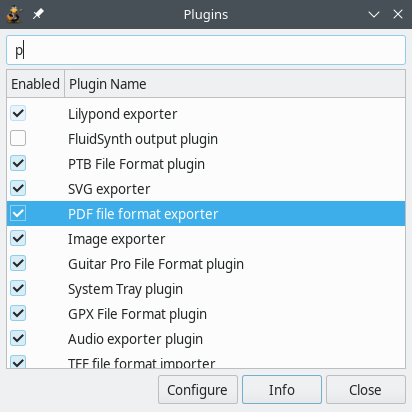 Plugins
p
Enabled Plugin Name
Lilypond exporter
FluidSynth output plugin
PTB File Format plugin
SVG exporter
PDF file format exporter
Image exporter
Guitar Pro File Format plugin
System Tray plugin
GPX File Format plugin
Audio exporter plugin
TEF file format importer
Configure Info Close